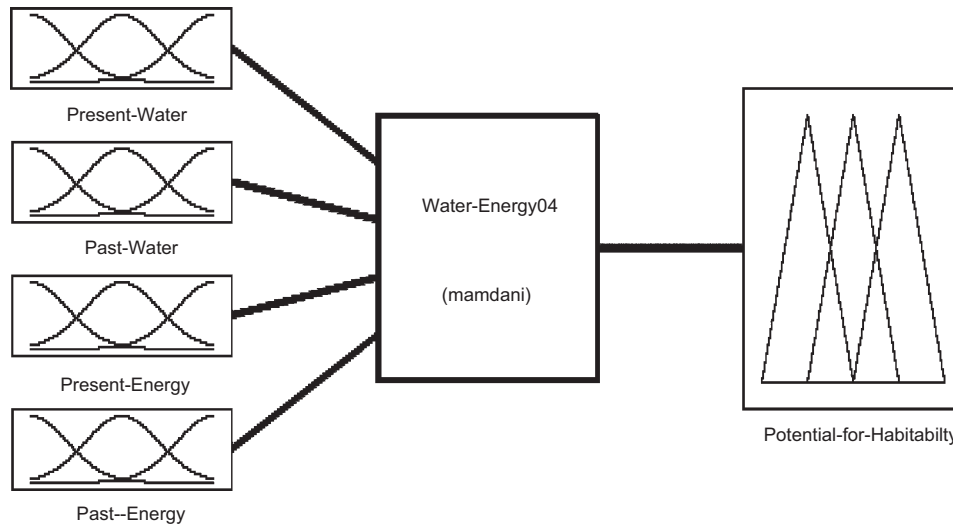 Present-Water
Past-Water
Present-Energy
Past--Energy
Water-Energy04
(mamdani)
Potential-for-Habitabilty